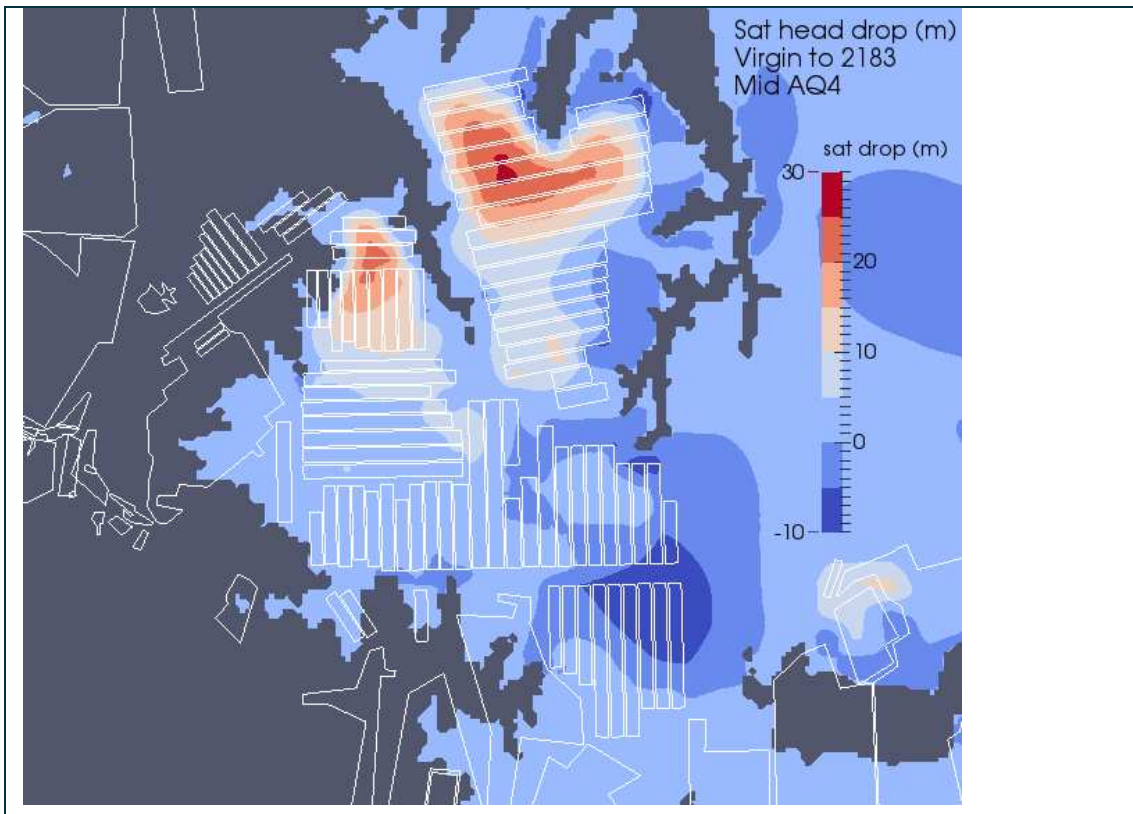 Sat head drop (m)
Virgin to 2183
Mid AQ4
sat drop (m)
30
20
10
0
-10